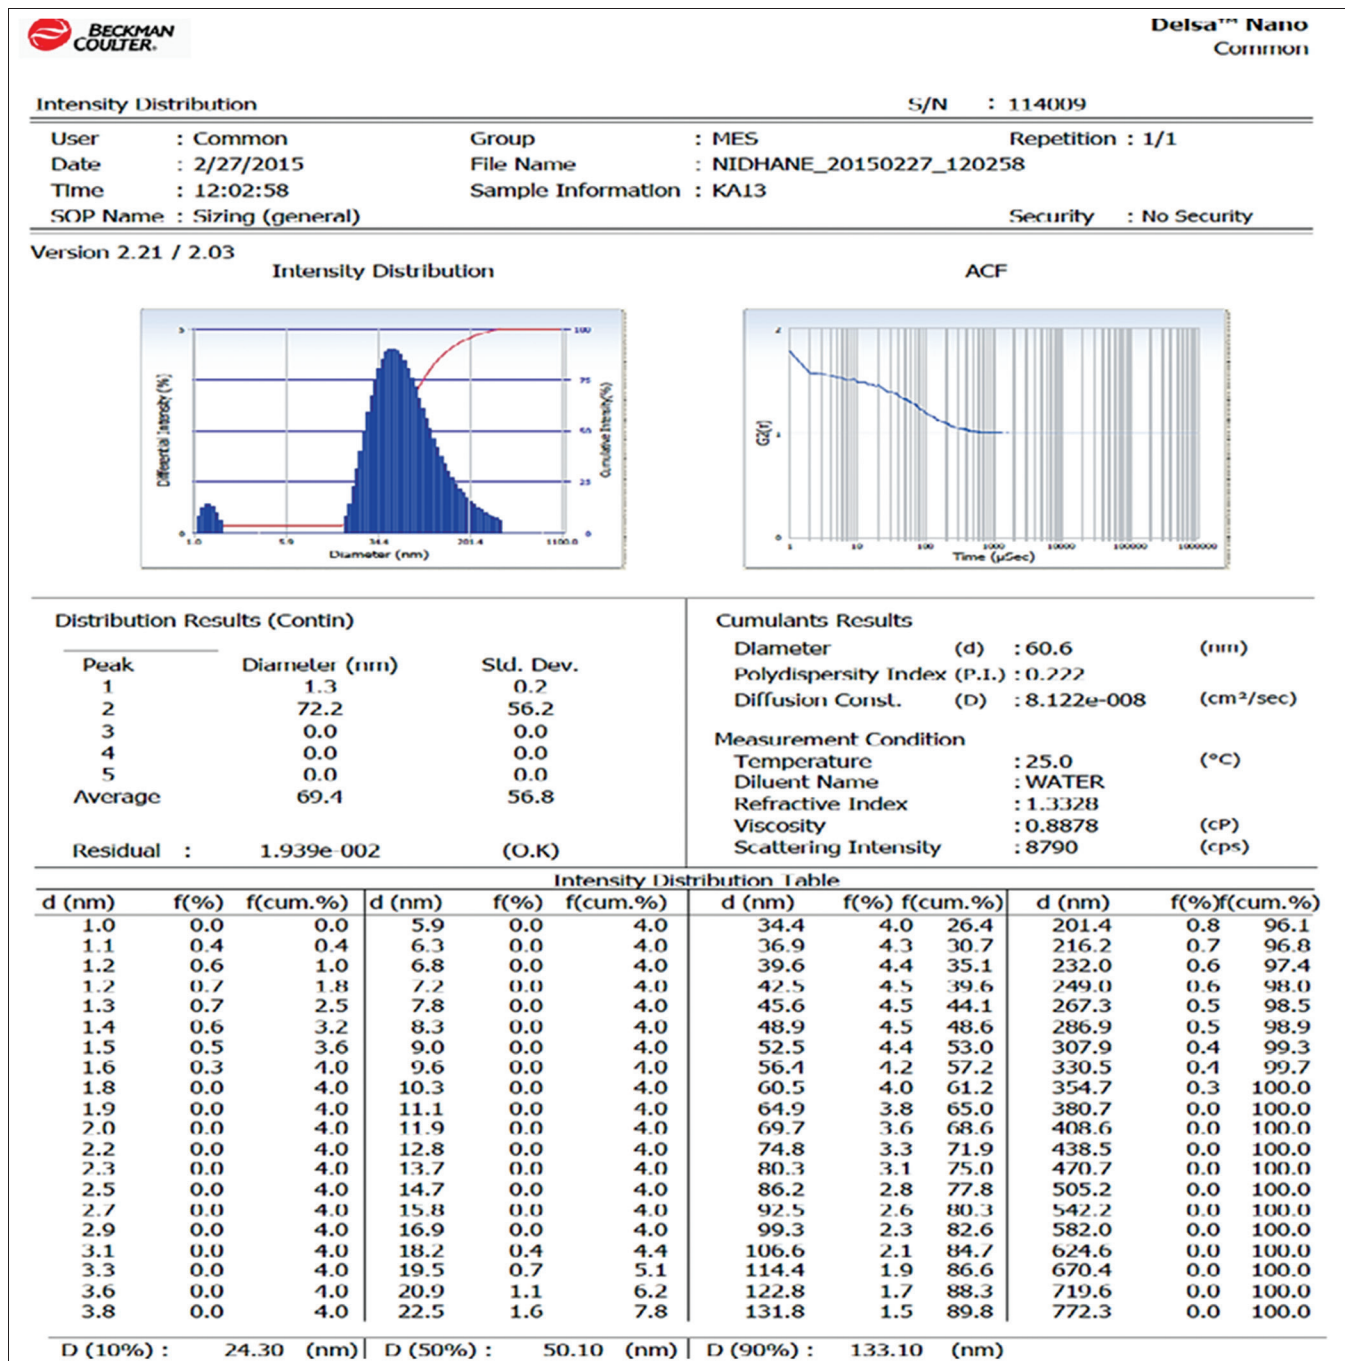 BECKMAN
COULTER®
Delsa™ Nano
Common
Intensity Distribution S/N : 114009
User : Common Group : MES Repetition : 1/1
Date : 2/27/2015 File Name : NIDHANE_20150227_120258
Time : 12:02:58 Sample Information : KA13
SOP Name : Sizing (general) Security : No Security
Version 2.21 / 2.03
Intensity Distribution
5
0
Differential Intensity (%)
100
75
50
25
0
Cumulative Intensity(%)
1.0 5.9 34.4 201.4 1100.0
Diameter (nm)
ACF
2
1
0
G2(τ)
1 10 100 1000 10000 100000 1000000
Time (µSec)
Distribution Results (Contin)
Peak Diameter (nm) Std. Dev.
1 1.3 0.2
2 72.2 56.2
3 0.0 0.0
4 0.0 0.0
5 0.0 0.0
Average 69.4 56.8
Residual : 1.939e-002 (O.K)
Cumulants Results
Diameter (d) : 60.6 (nm)
Polydispersity Index (P.I.) : 0.222
Diffusion Const. (D) : 8.122e-008 (cm²/sec)
Measurement Condition
Temperature : 25.0 (°C)
Diluent Name : WATER
Refractive Index : 1.3328
Viscosity : 0.8878 (cP)
Scattering Intensity : 8790 (cps)
Intensity Distribution Table
d (nm) f(%) f(cum.%) d (nm) f(%) f(cum.%) d (nm) f(%) f(cum.%) d (nm) f(%)f(cum.%)
1.0 0.0 0.0 5.9 0.0 4.0 34.4 4.0 26.4 201.4 0.8 96.1
1.1 0.4 0.4 6.3 0.0 4.0 36.9 4.3 30.7 216.2 0.7 96.8
1.2 0.6 1.0 6.8 0.0 4.0 39.6 4.4 35.1 232.0 0.6 97.4
1.2 0.7 1.8 7.2 0.0 4.0 42.5 4.5 39.6 249.0 0.6 98.0
1.3 0.7 2.5 7.8 0.0 4.0 45.6 4.5 44.1 267.3 0.5 98.5
1.4 0.6 3.2 8.3 0.0 4.0 48.9 4.5 48.6 286.9 0.5 98.9
1.5 0.5 3.6 9.0 0.0 4.0 52.5 4.4 53.0 307.9 0.4 99.3
1.6 0.3 4.0 9.6 0.0 4.0 56.4 4.2 57.2 330.5 0.4 99.7
1.8 0.0 4.0 10.3 0.0 4.0 60.5 4.0 61.2 354.7 0.3 100.0
1.9 0.0 4.0 11.1 0.0 4.0 64.9 3.8 65.0 380.7 0.0 100.0
2.0 0.0 4.0 11.9 0.0 4.0 69.7 3.6 68.6 408.6 0.0 100.0
2.2 0.0 4.0 12.8 0.0 4.0 74.8 3.3 71.9 438.5 0.0 100.0
2.3 0.0 4.0 13.7 0.0 4.0 80.3 3.1 75.0 470.7 0.0 100.0
2.5 0.0 4.0 14.7 0.0 4.0 86.2 2.8 77.8 505.2 0.0 100.0
2.7 0.0 4.0 15.8 0.0 4.0 92.5 2.6 80.3 542.2 0.0 100.0
2.9 0.0 4.0 16.9 0.0 4.0 99.3 2.3 82.6 582.0 0.0 100.0
3.1 0.0 4.0 18.2 0.4 4.4 106.6 2.1 84.7 624.6 0.0 100.0
3.3 0.0 4.0 19.5 0.7 5.1 114.4 1.9 86.6 670.4 0.0 100.0
3.6 0.0 4.0 20.9 1.1 6.2 122.8 1.7 88.3 719.6 0.0 100.0
3.8 0.0 4.0 22.5 1.6 7.8 131.8 1.5 89.8 772.3 0.0 100.0
D (10%) : 24.30 (nm) D (50%) : 50.10 (nm) D (90%) : 133.10 (nm)